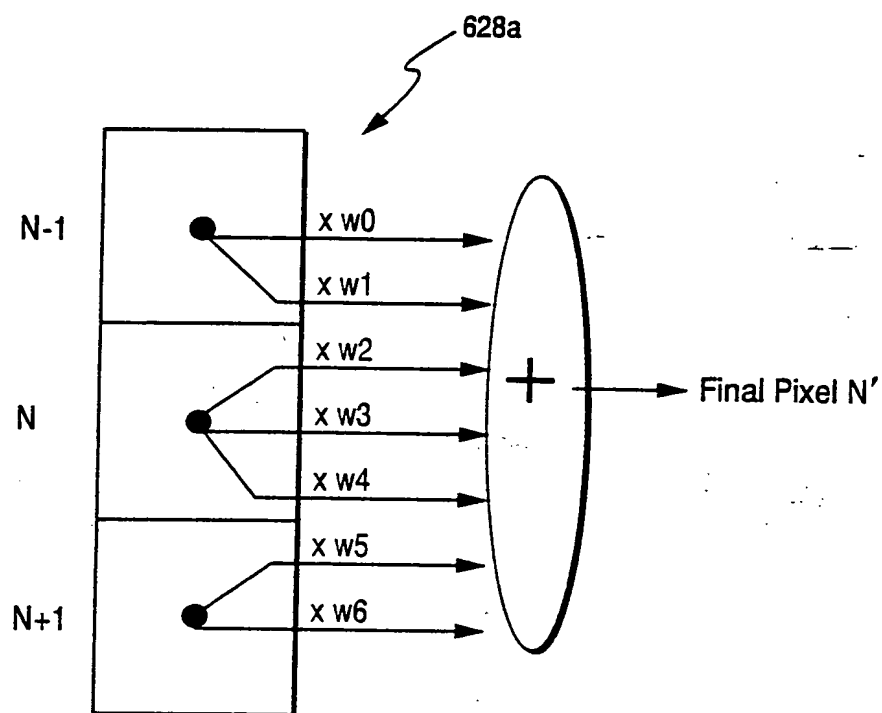 628a
N-1
x w0
x w1
x w2
N
x w3
+
Final Pixel N′
x w4
x w5
N+1
x w6